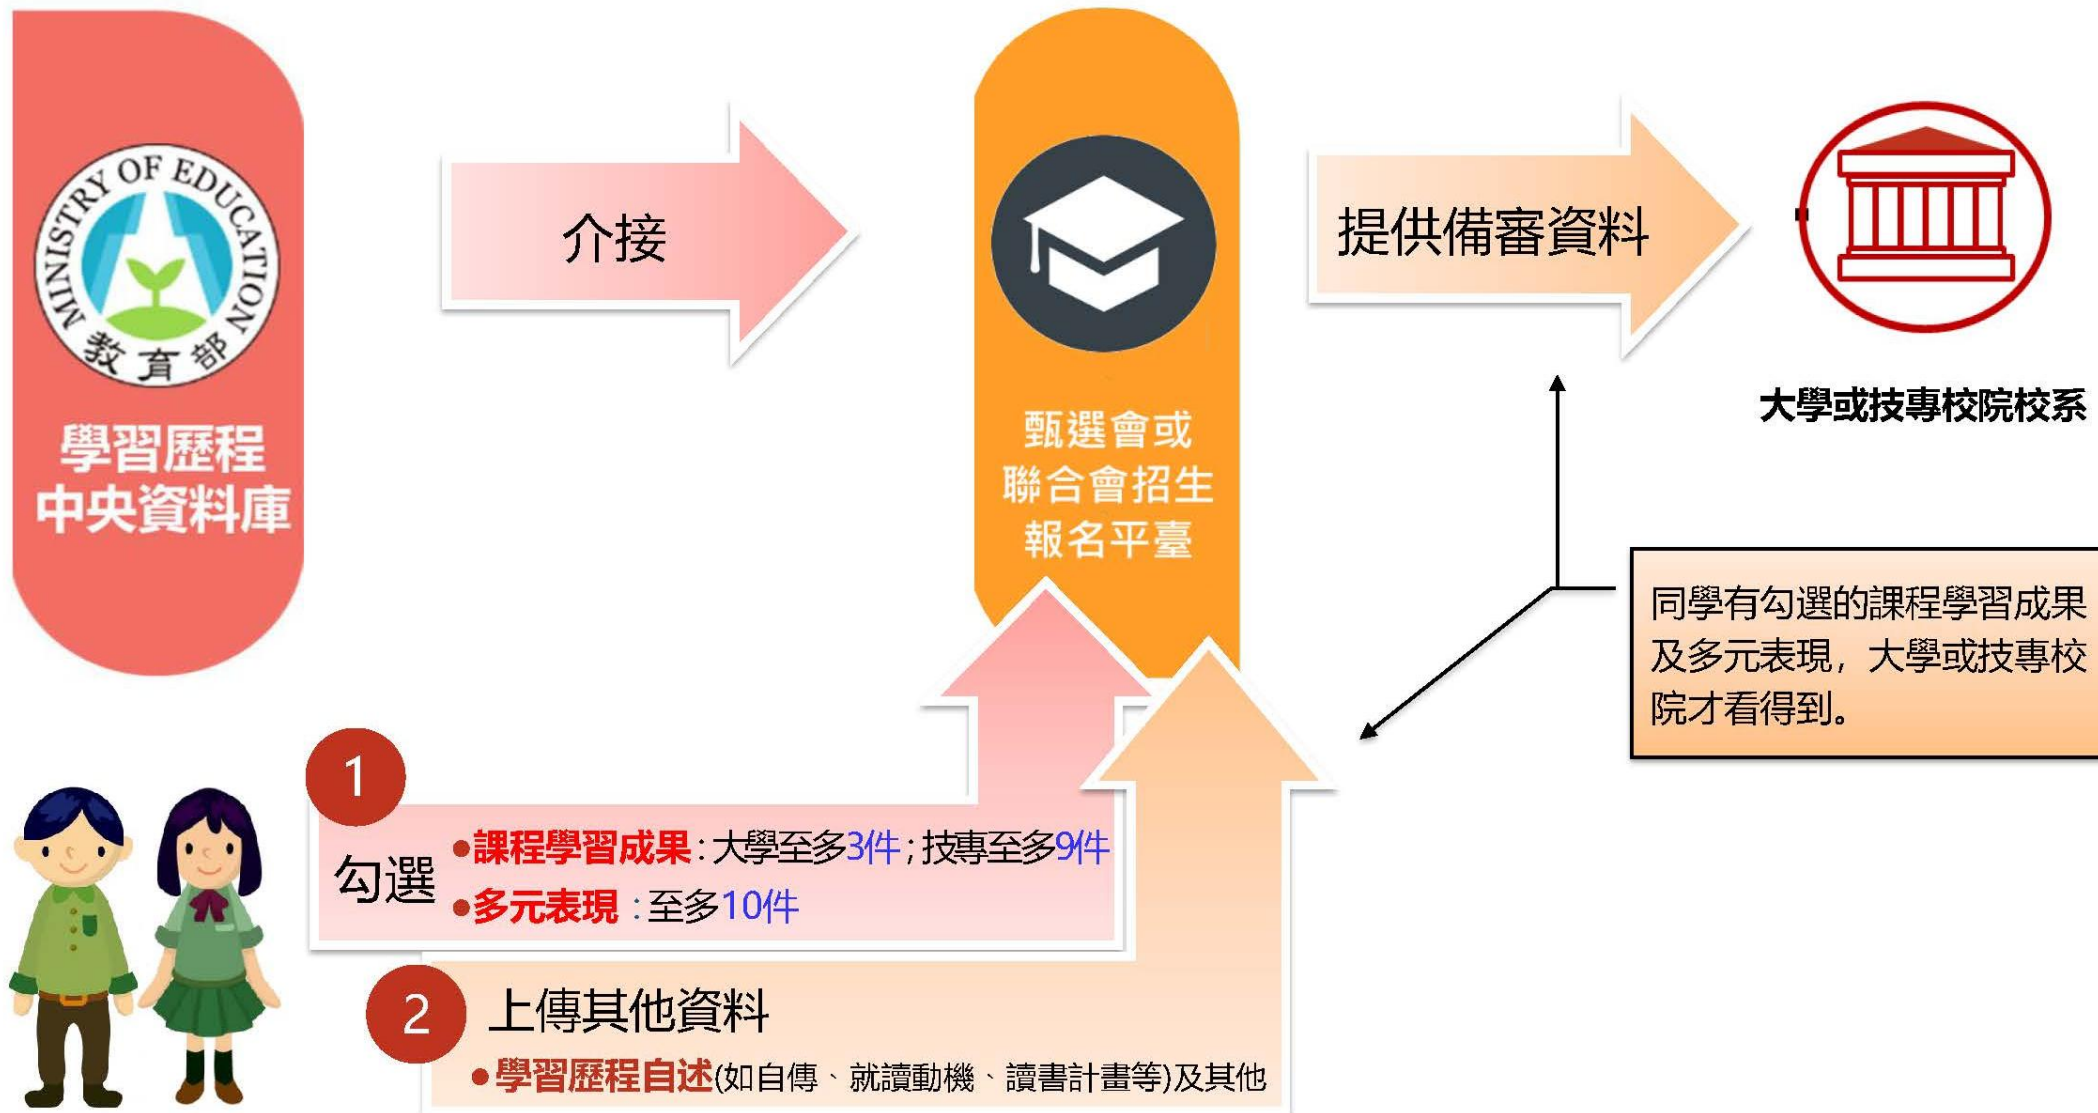 MINISTRY OF EDUCATION
教育部
學習歷程
中央資料庫
介接
甄選會或
聯合會招生
報名平臺
提供備審資料
大學或技專校院校系
同學有勾選的課程學習成果
及多元表現，大學或技專校
院才看得到。
1
勾選
•課程學習成果：大學至多3件；技專至多9件
•多元表現：至多10件
2
上傳其他資料
•學習歷程自述(如自傳、就讀動機、讀書計畫等)及其他